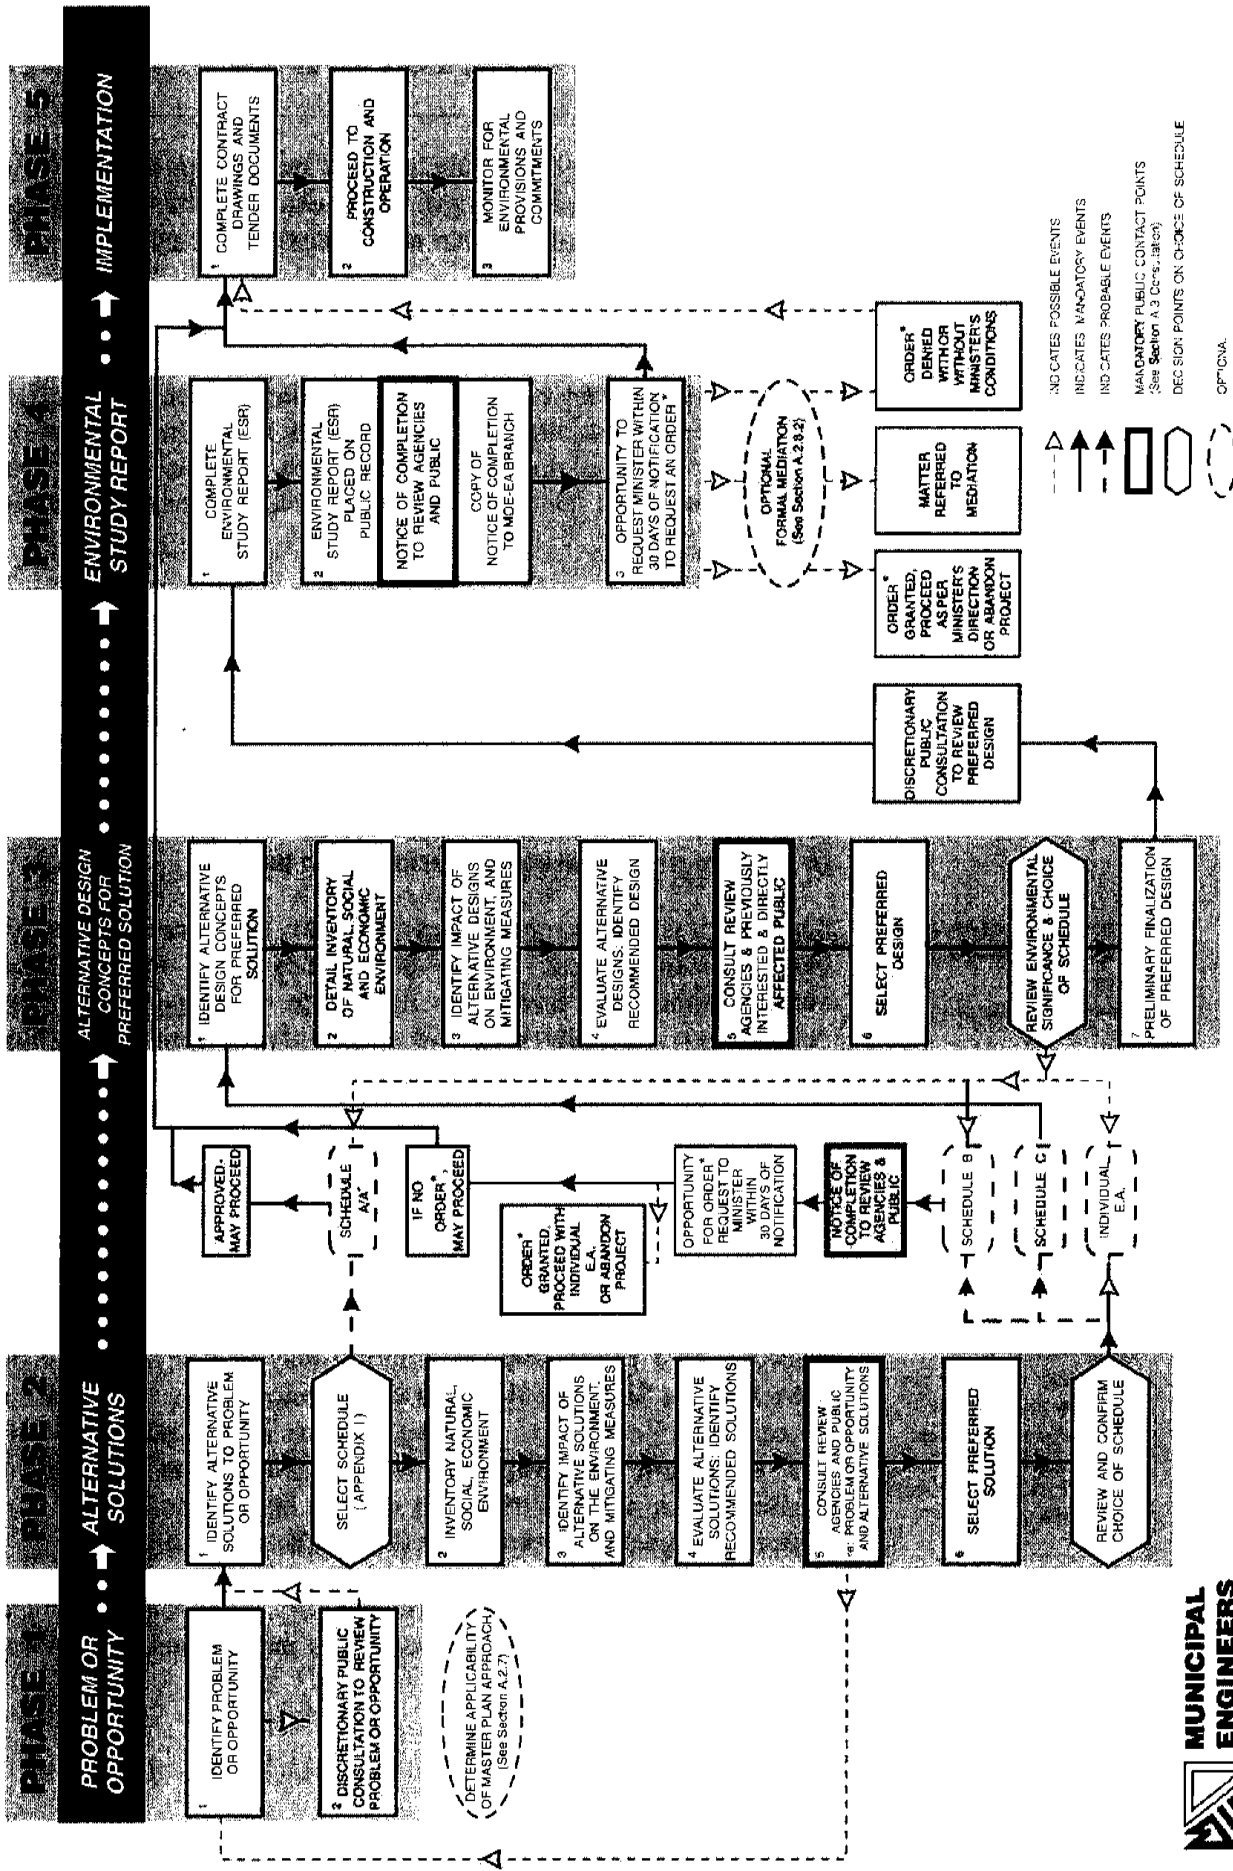 PHASE 1
PROBLEM OR
OPPORTUNITY
1 IDENTIFY PROBLEM
OR OPPORTUNITY
2 DISCRETIONARY PUBLIC
CONSULTATION TO REVIEW
PROBLEM OR OPPORTUNITY
DETERMINE APPLICABILITY
OF MASTER PLAN APPROACH
(See Section A.2.7)
PHASE 2
ALTERNATIVE
SOLUTIONS
1 IDENTIFY ALTERNATIVE
SOLUTIONS TO PROBLEM
OR OPPORTUNITY
SELECT SCHEDULE
(APPENDIX I)
2 INVENTORY NATURAL,
SOCIAL, ECONOMIC
ENVIRONMENT
3 IDENTIFY IMPACT OF
ALTERNATIVE SOLUTIONS
ON THE ENVIRONMENT,
AND MITIGATING MEASURES
4 EVALUATE ALTERNATIVE
SOLUTIONS: IDENTIFY
RECOMMENDED SOLUTIONS
5 CONSULT REVIEW
AGENCIES AND PUBLIC
re: PROBLEM OR OPPORTUNITY
AND ALTERNATIVE SOLUTIONS
6 SELECT PREFERRED
SOLUTION
REVIEW AND CONFIRM
CHOICE OF SCHEDULE
APPROVED-
MAY PROCEED
SCHEDULE
A/A+
IF NO
ORDER*,
MAY PROCEED
ORDER*
GRANTED,
PROCEED WITH
INDIVIDUAL
E.A.
OR ABANDON
PROJECT
OPPORTUNITY
FOR ORDER*
REQUEST TO
MINISTER
WITHIN
30 DAYS OF
NOTIFICATION
NOTICE OF
COMPLETION
TO REVIEW
AGENCIES &
PUBLIC
SCHEDULE B
SCHEDULE C
INDIVIDUAL
E.A.
PHASE 3
ALTERNATIVE DESIGN
CONCEPTS FOR
PREFERRED SOLUTION
1 IDENTIFY ALTERNATIVE
DESIGN CONCEPTS
FOR PREFERRED
SOLUTION
2 DETAIL INVENTORY
OF NATURAL, SOCIAL
AND ECONOMIC
ENVIRONMENT
3 IDENTIFY IMPACT OF
ALTERNATIVE DESIGNS
ON ENVIRONMENT, AND
MITIGATING MEASURES
4 EVALUATE ALTERNATIVE
DESIGNS: IDENTIFY
RECOMMENDED DESIGN
5 CONSULT REVIEW
AGENCIES & PREVIOUSLY
INTERESTED & DIRECTLY
AFFECTED PUBLIC
6 SELECT PREFERRED
DESIGN
REVIEW ENVIRONMENTAL
SIGNIFICANCE & CHOICE
OF SCHEDULE
7 PRELIMINARY FINALIZATION
OF PREFERRED DESIGN
DISCRETIONARY
PUBLIC
CONSULTATION
TO REVIEW
PREFERRED
DESIGN
PHASE 4
ENVIRONMENTAL
STUDY REPORT
1 COMPLETE
ENVIRONMENTAL
STUDY REPORT (ESR)
2 ENVIRONMENTAL
STUDY REPORT (ESR)
PLACED ON
PUBLIC RECORD
NOTICE OF COMPLETION
TO REVIEW AGENCIES
AND PUBLIC
COPY OF
NOTICE OF COMPLETION
TO MOE-EA BRANCH
3 OPPORTUNITY TO
REQUEST MINISTER WITHIN
30 DAYS OF NOTIFICATION
TO REQUEST AN ORDER*
OPTIONAL
FORMAL MEDIATION
(See Section A.2.8.2)
ORDER*
GRANTED,
PROCEED
AS PER
MINISTER'S
DIRECTION
OR ABANDON
PROJECT
MATTER
REFERRED
TO
MEDIATION
ORDER*
DENIED
WITH OR
WITHOUT
MINISTER'S
CONDITIONS
PHASE 5
IMPLEMENTATION
1 COMPLETE CONTRACT
DRAWINGS AND
TENDER DOCUMENTS
2 PROCEED TO
CONSTRUCTION AND
OPERATION
3 MONITOR FOR
ENVIRONMENTAL
PROVISIONS AND
COMMITMENTS
INDICATES POSSIBLE EVENTS
INDICATES MANDATORY EVENTS
INDICATES PROBABLE EVENTS
MANDATORY PUBLIC CONTACT POINTS
(See Section A.3 Consultation)
DECISION POINTS ON CHOICE OF SCHEDULE
OPTIONAL
MUNICIPAL
ENGINEERS